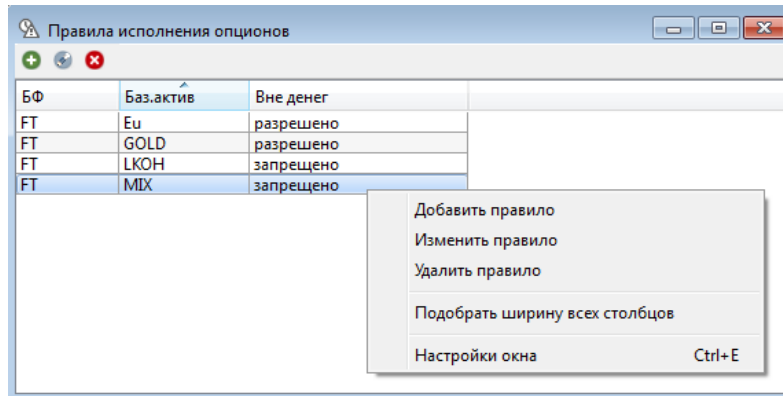 Правила исполнения опционов
БФ Баз.актив Вне денег
FT Eu разрешено
FT GOLD разрешено
FT LKOH запрещено
FT MIX запрещено
Добавить правило
Изменить правило
Удалить правило
Подобрать ширину всех столбцов
Настройки окна Ctrl+E